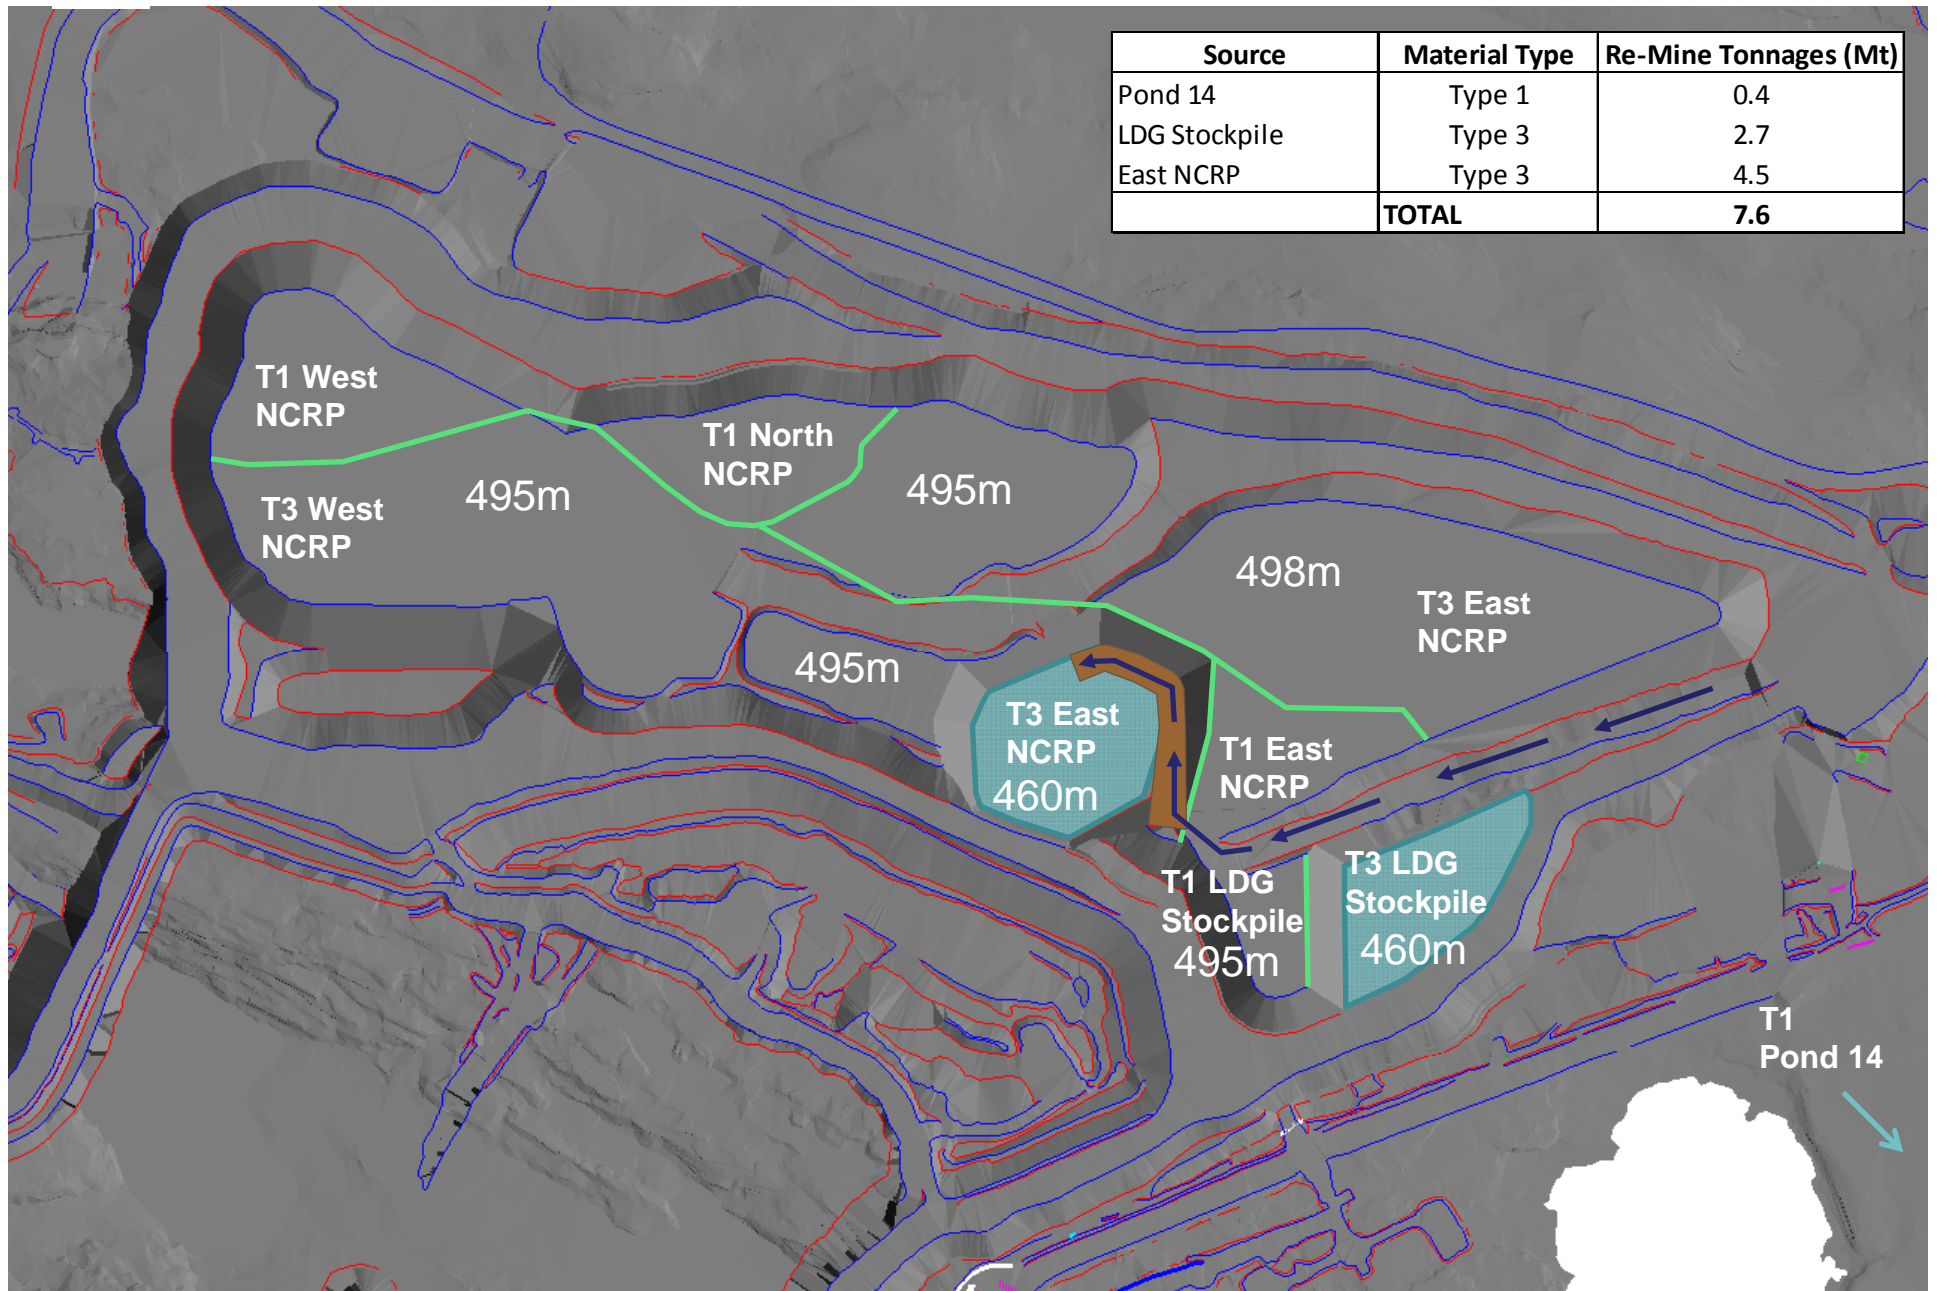 Source Material Type Re-Mine Tonnages (Mt)
Pond 14 Type 1 0.4
LDG Stockpile Type 3 2.7
East NCRP Type 3 4.5
TOTAL 7.6
T1 West
NCRP
T1 North
NCRP
T3 West
NCRP
495m
495m
498m
T3 East
NCRP
495m
T3 East
NCRP
460m
T1 East
NCRP
T1 LDG
Stockpile
495m
T3 LDG
Stockpile
460m
T1
Pond 14